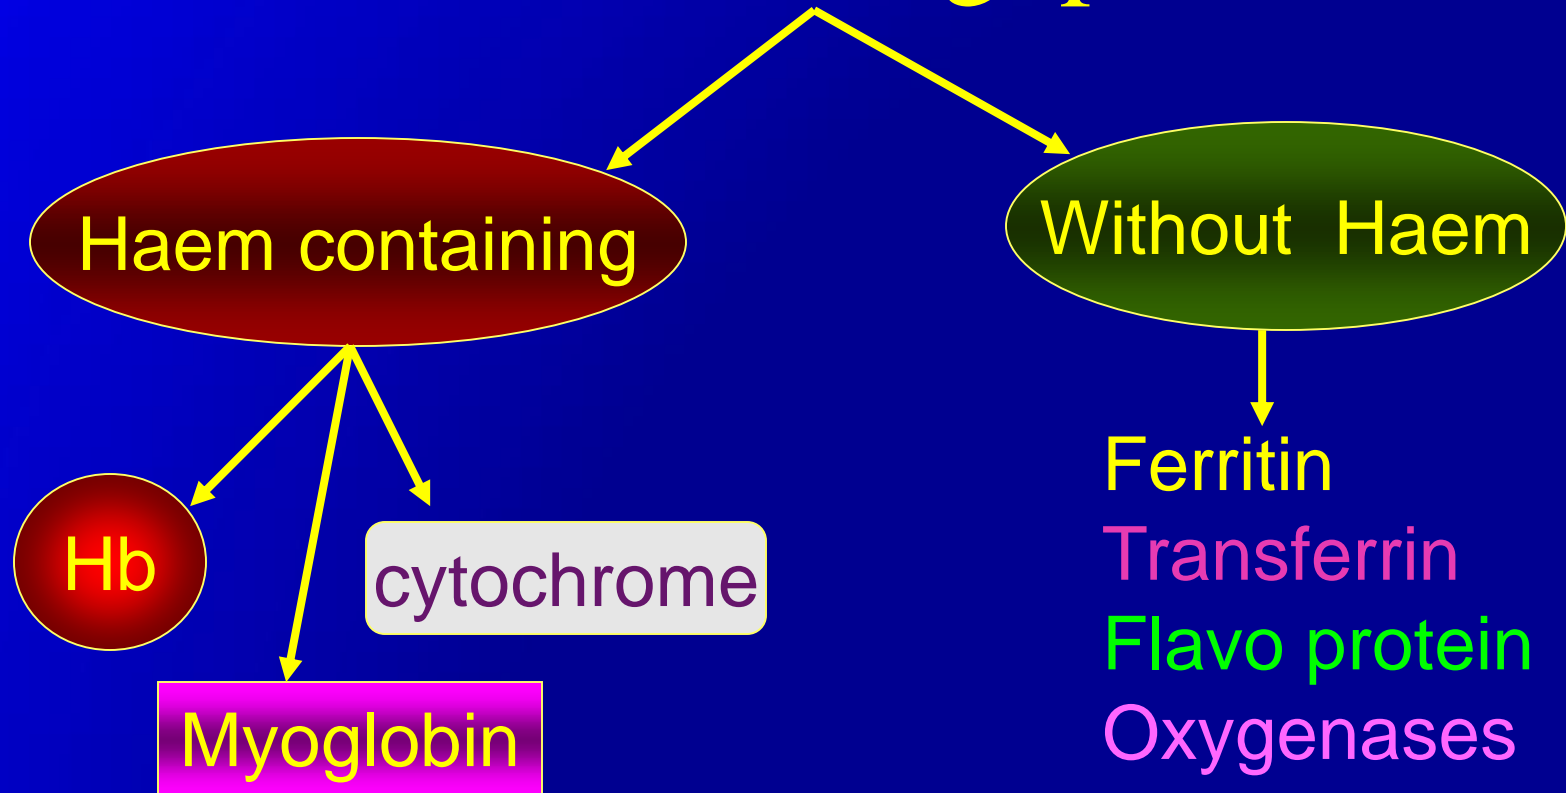 Haem containing
Without Haem
Hb
cytochrome
Myoglobin
Ferritin
Transferrin
Flavo protein
Oxygenases